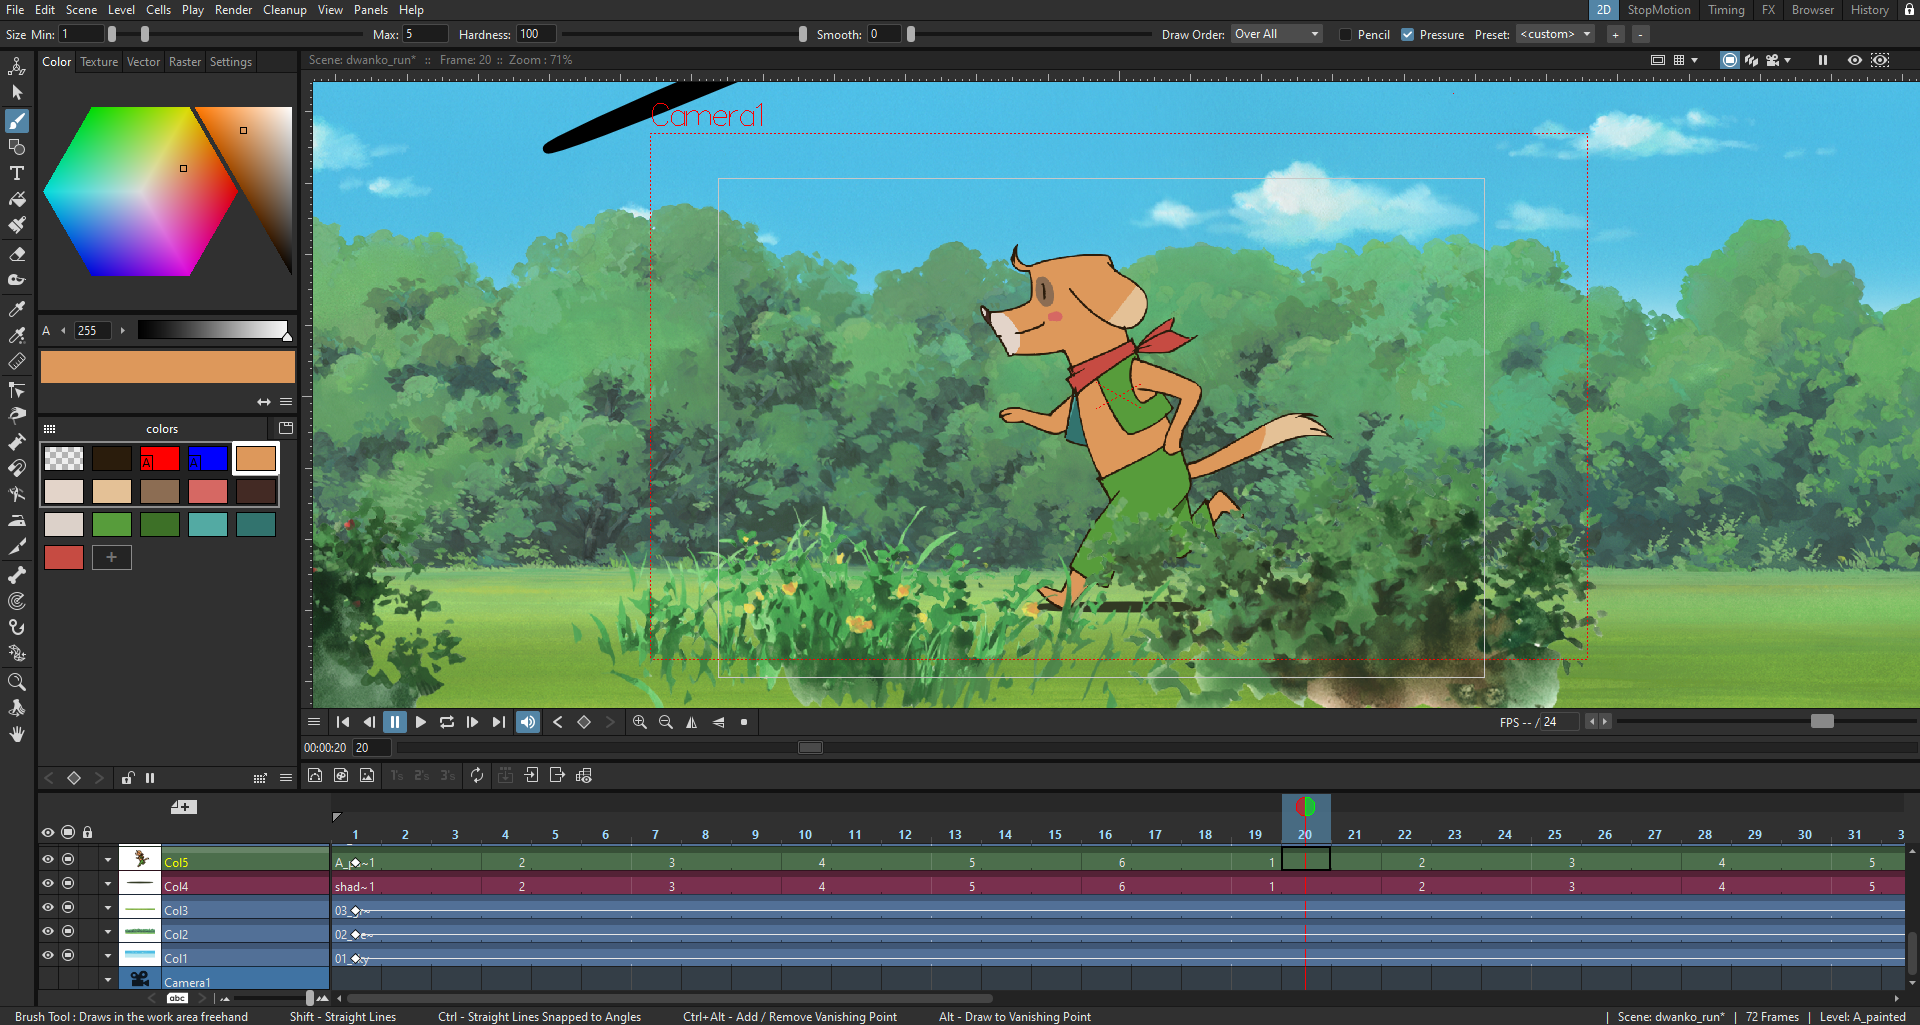 File Edit Scene Level Cells Play Render Cleanup View Panels Help
2D StopMotion Timing FX Browser Review History
Size Min: 1 Max: 5 Hardness: 100 Smooth: 0 Draw Order: Over All Pencil Pressure Preset: <custom> + -
Color Texture Vector Raster Settings
Scene: dwanko_run* :: Frame: 20 :: Zoom : 71%
Camera1
A 255
colors
A
A
+
FPS -- / 24
00:00:20 20
1's 2's 3's
1 2 3 4 5 6 7 8 9 10 11 12 13 14 15 16 17 18 19 20 21 22 23 24 25 26 27 28 29 30 31 3
Col5 2 3 4 5 6 1 2 3 4 5
Col4 shad~1 2 3 4 5 6 1 2 3 4 5
Col3
Col2
Col1
Camera1
abc
Brush Tool : Draws in the work area freehand Shift - Straight Lines Ctrl - Straight Lines Snapped to Angles Ctrl+Alt - Add / Remove Vanishing Point Alt - Draw to Vanishing Point | Scene: dwanko_run* | 72 Frames | Level: A_painted